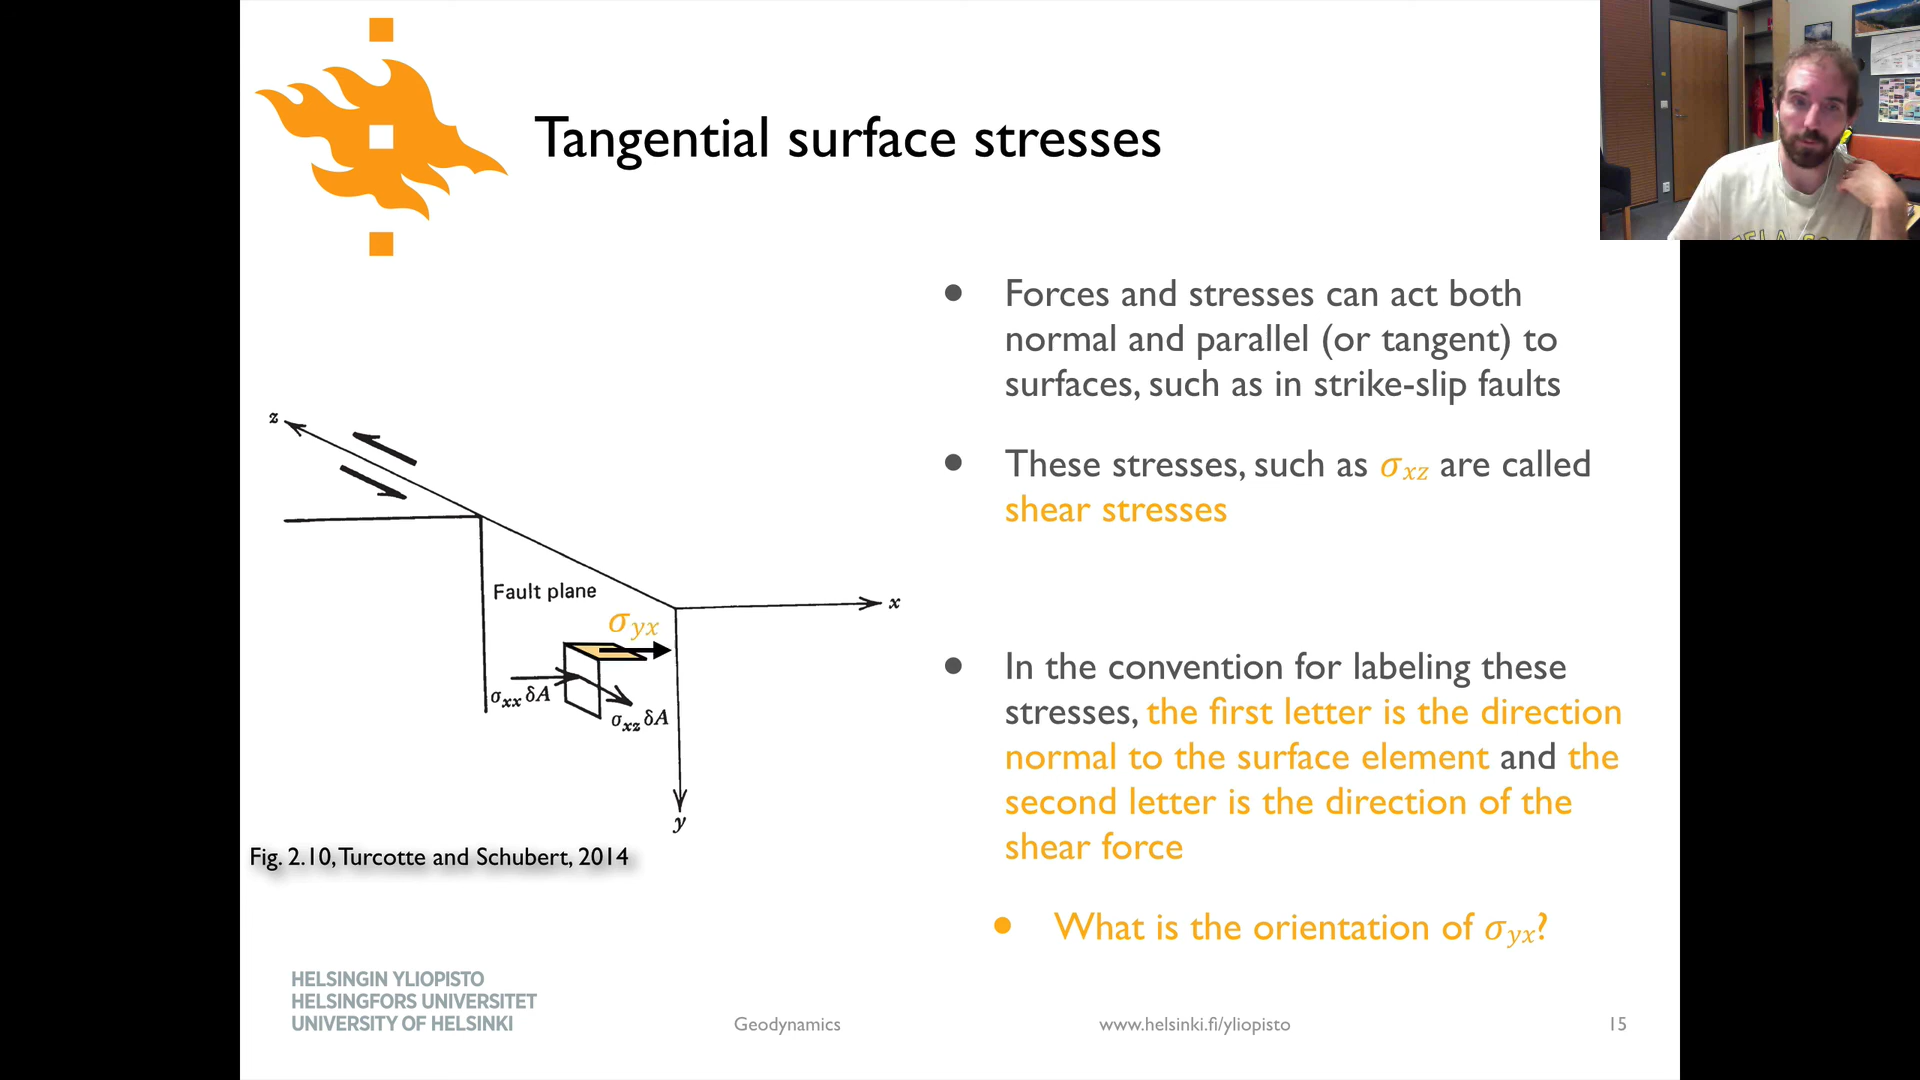 Tangential surface stresses
• Forces and stresses can act both
normal and parallel (or tangent) to
surfaces, such as in strike-slip faults
• These stresses, such as σxz are called
shear stresses
• In the convention for labeling these
stresses, the first letter is the direction
normal to the surface element and the
second letter is the direction of the
shear force
• What is the orientation of σyx?
z
Fault plane
x
σyx
σxx δA
σxz δA
y
Fig. 2.10, Turcotte and Schubert, 2014
HELSINGIN YLIOPISTO
HELSINGFORS UNIVERSITET
UNIVERSITY OF HELSINKI
Geodynamics
www.helsinki.fi/yliopisto
15